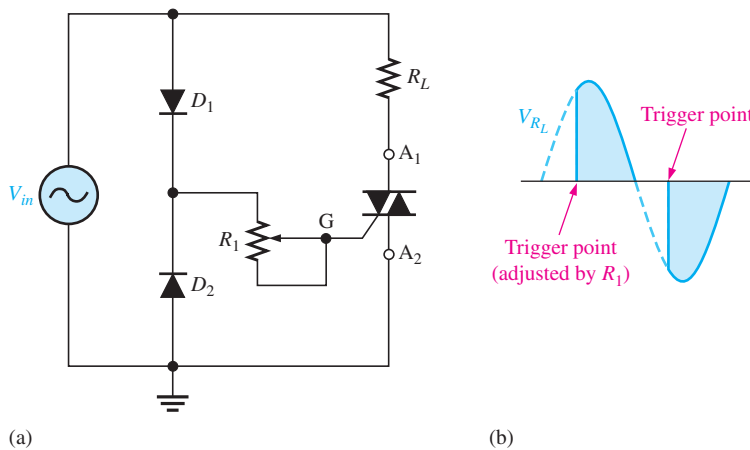 D1
RL
A1
Vin
G
R1
A2
D2
(a)
VRL
Trigger point
Trigger point
(adjusted by R1)
(b)